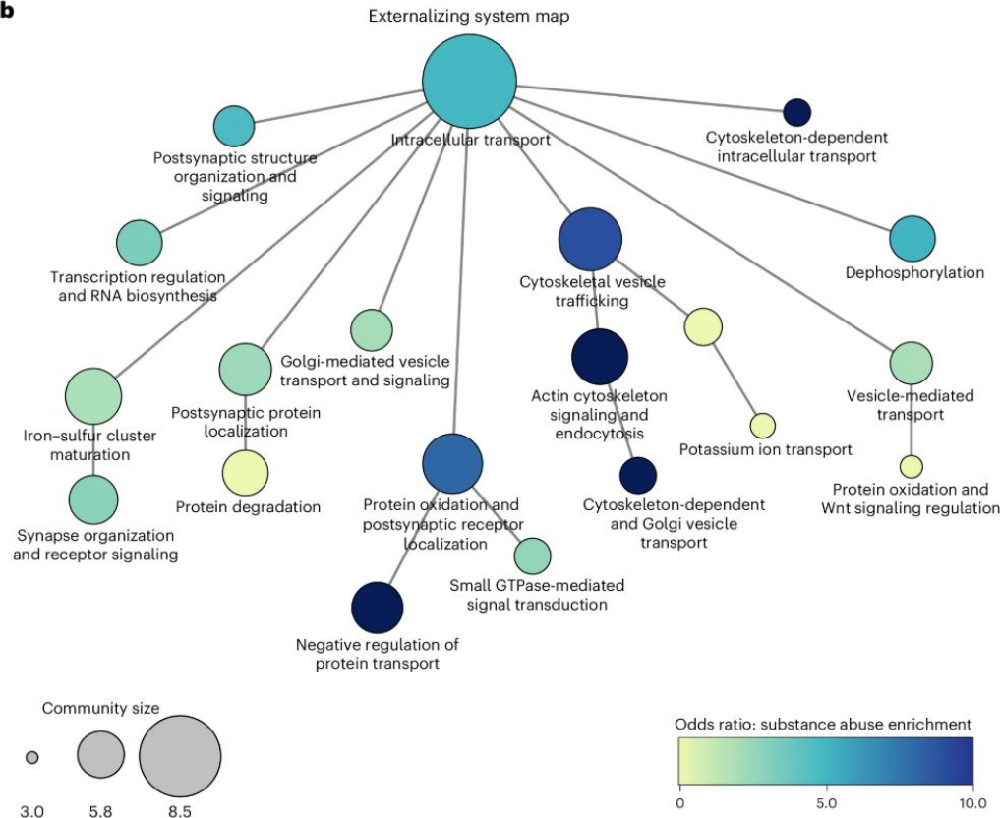 b
Externalizing system map
Intracellular transport
Cytoskeleton-dependent
intracellular transport
Postsynaptic structure
organization and
signaling
Transcription regulation
and RNA biosynthesis
Cytoskeletal vesicle
trafficking
Dephosphorylation
Golgi-mediated vesicle
transport and signaling
Postsynaptic protein
localization
Actin cytoskeleton
signaling and
endocytosis
Vesicle-mediated
transport
Iron–sulfur cluster
maturation
Potassium ion transport
Protein degradation
Protein oxidation and
postsynaptic receptor
localization
Cytoskeleton-dependent
and Golgi vesicle
transport
Protein oxidation and
Wnt signaling regulation
Synapse organization
and receptor signaling
Small GTPase-mediated
signal transduction
Negative regulation of
protein transport
Community size
3.0 5.8 8.5
Odds ratio: substance abuse enrichment
0 5.0 10.0